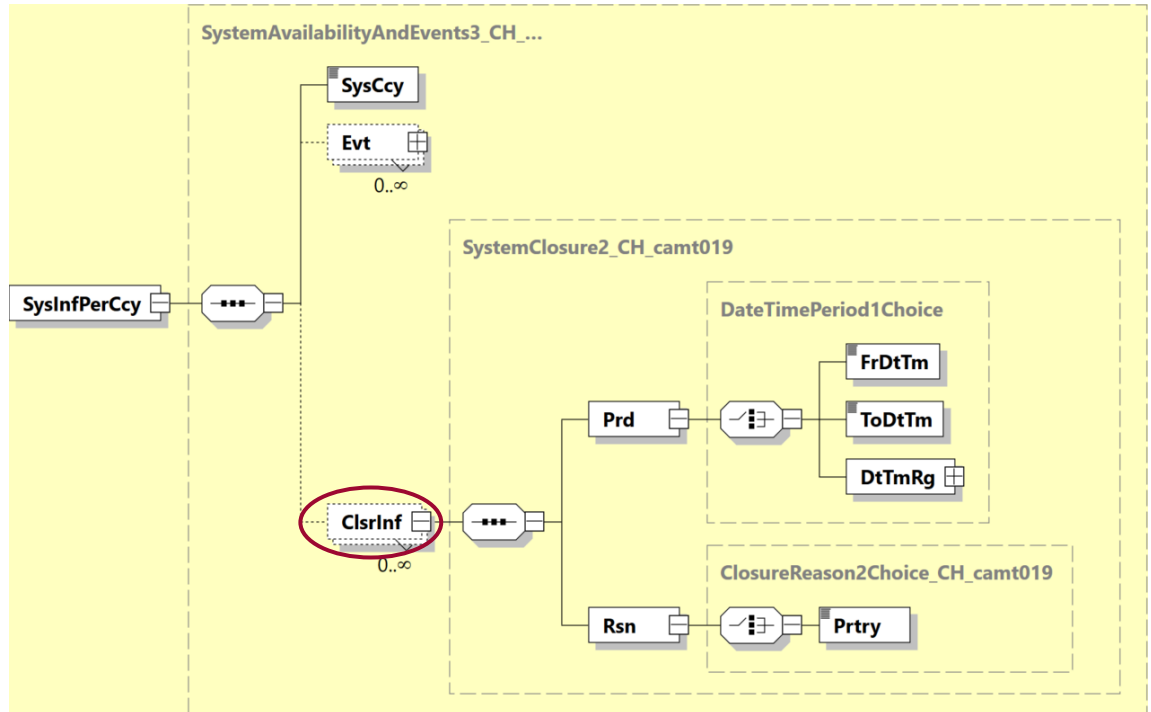 SystemAvailabilityAndEvents3_CH_...
SysCcy
Evt
0..∞
SystemClosure2_CH_camt019
SysInfPerCcy
DateTimePeriod1Choice
FrDtTm
Prd
ToDtTm
DtTmRg
ClsrInf
0..∞
ClosureReason2Choice_CH_camt019
Rsn
Prtry